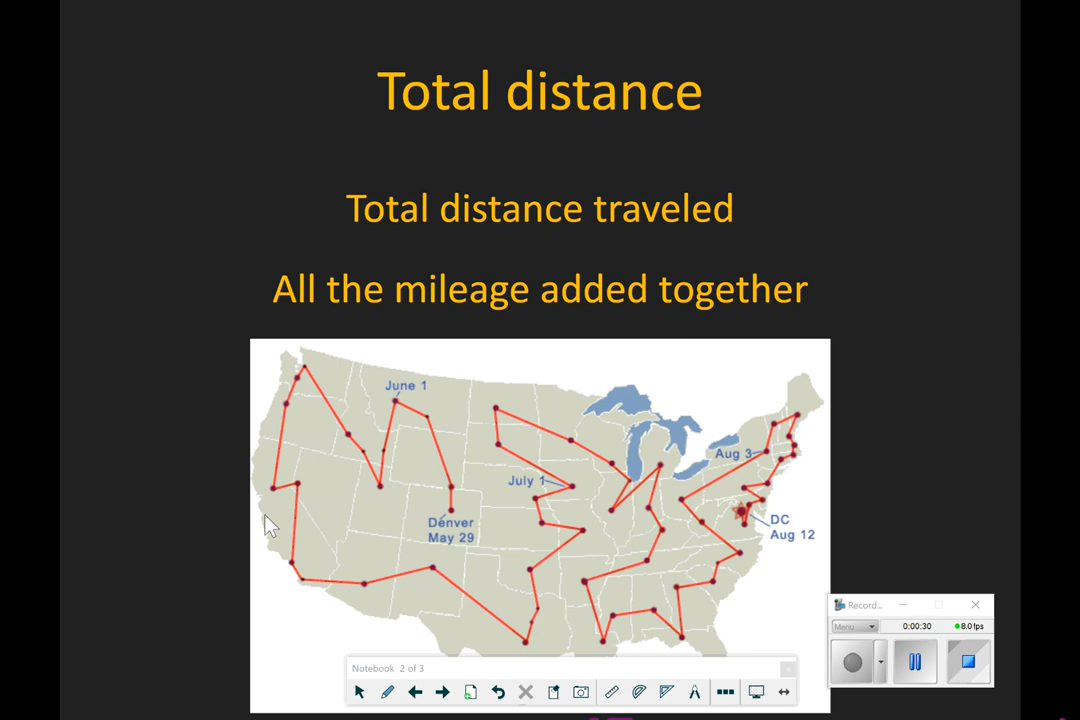 Total distance
Total distance traveled
All the mileage added together
June 1
Aug 3
July 1
Denver
May 29
DC
Aug 12
Record...
Menu
0:00:30
8.0 fps
Notebook 2 of 3